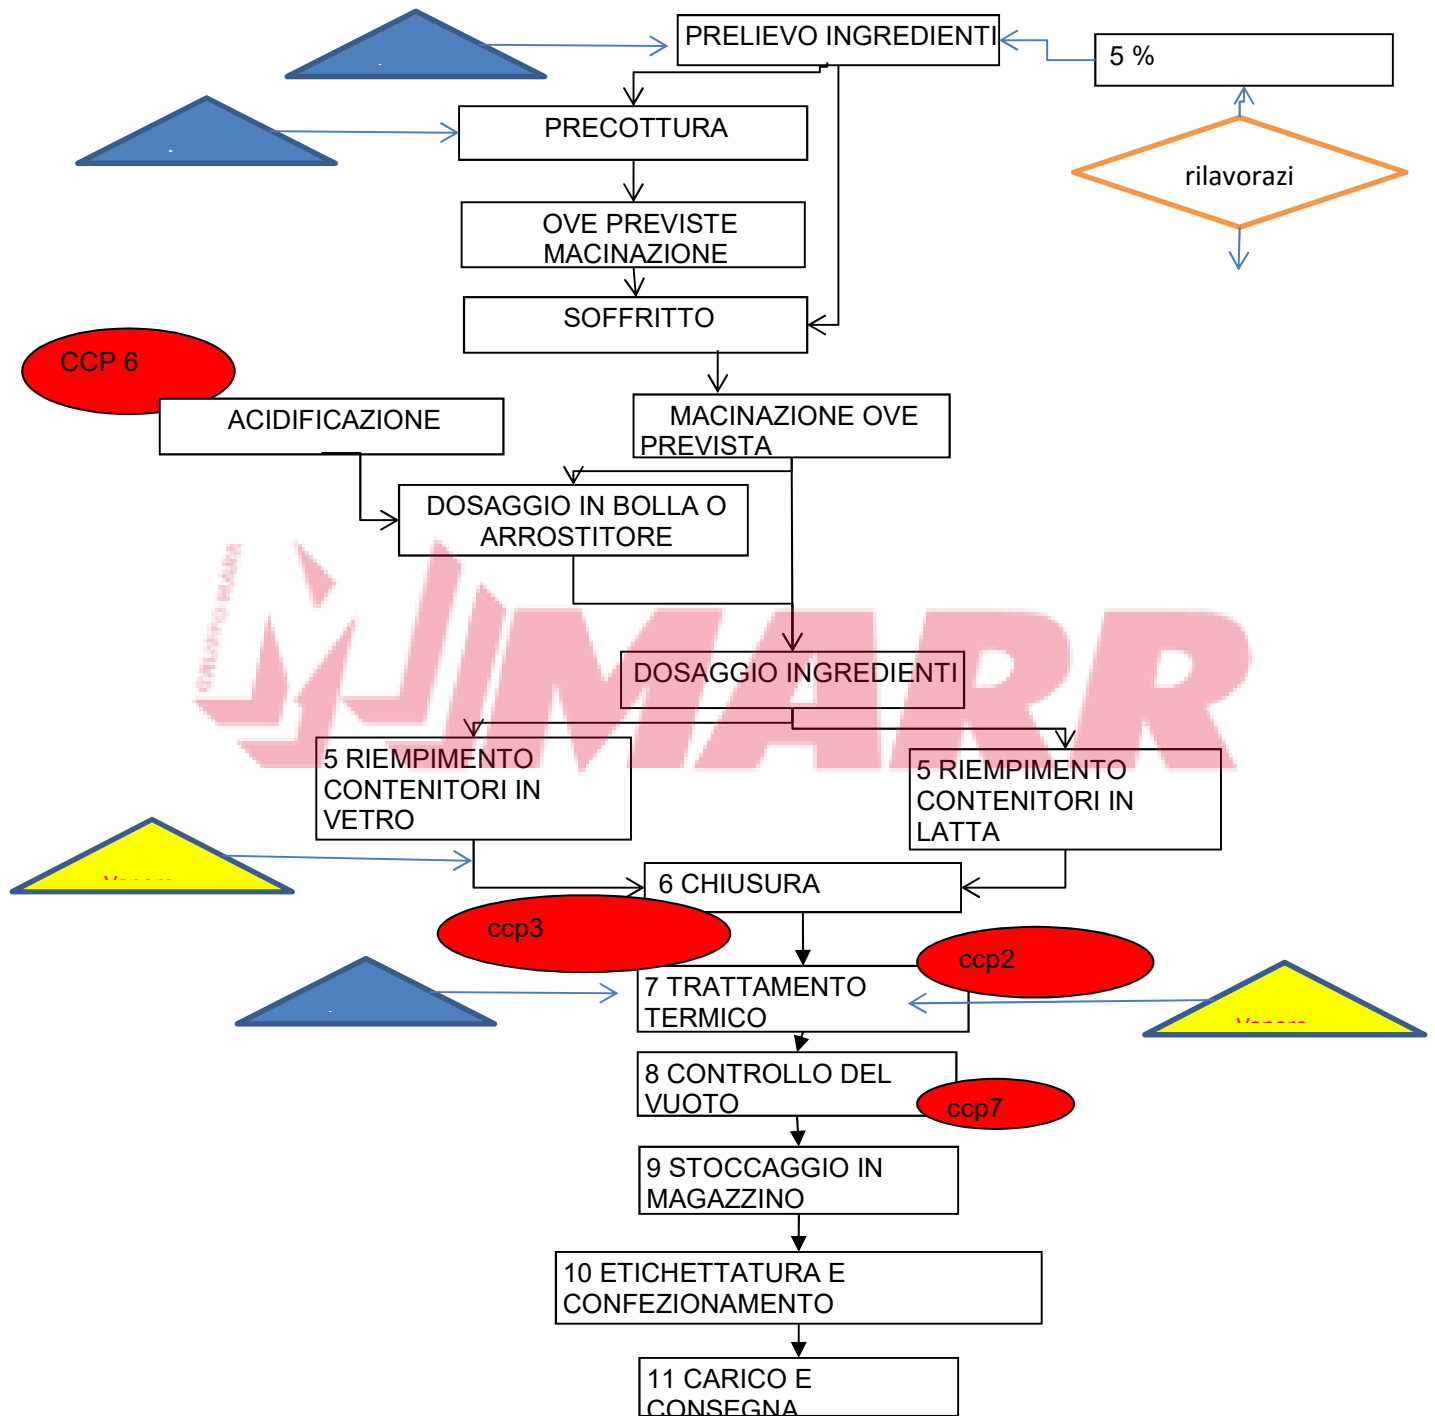 PRELIEVO INGREDIENTI
5 %
PRECOTTURA
rilavorazi
OVE PREVISTE
MACINAZIONE
SOFFRITTO
CCP 6
ACIDIFICAZIONE
MACINAZIONE OVE
PREVISTA
DOSAGGIO IN BOLLA O
ARROSTITORE
GRUPPO MARR
MARR
DOSAGGIO INGREDIENTI
5 RIEMPIMENTO
CONTENITORI IN
VETRO
5 RIEMPIMENTO
CONTENITORI IN
LATTA
6 CHIUSURA
ccp3
ccp2
7 TRATTAMENTO
TERMICO
8 CONTROLLO DEL
VUOTO
ccp7
9 STOCCAGGIO IN
MAGAZZINO
10 ETICHETTATURA E
CONFEZIONAMENTO
11 CARICO E
CONSEGNA